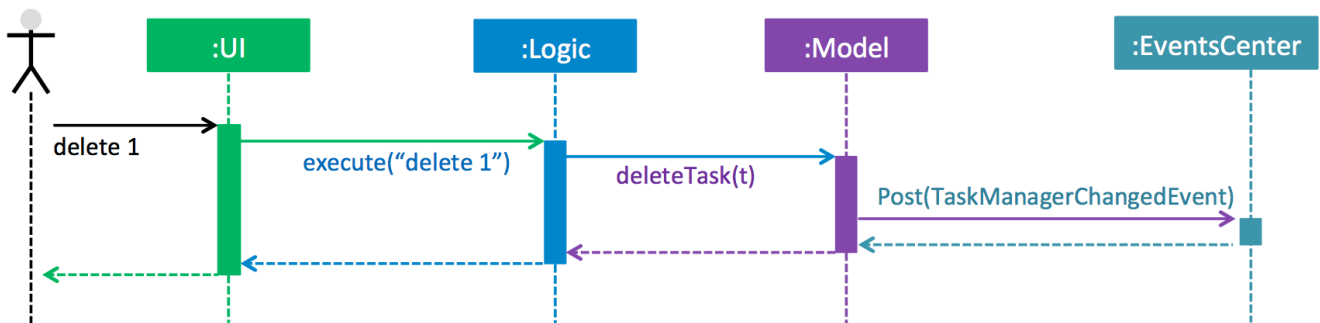 :UI
:Logic
:Model
:EventsCenter
delete 1
execute(“delete 1”)
deleteTask(t)
Post(TaskManagerChangedEvent)